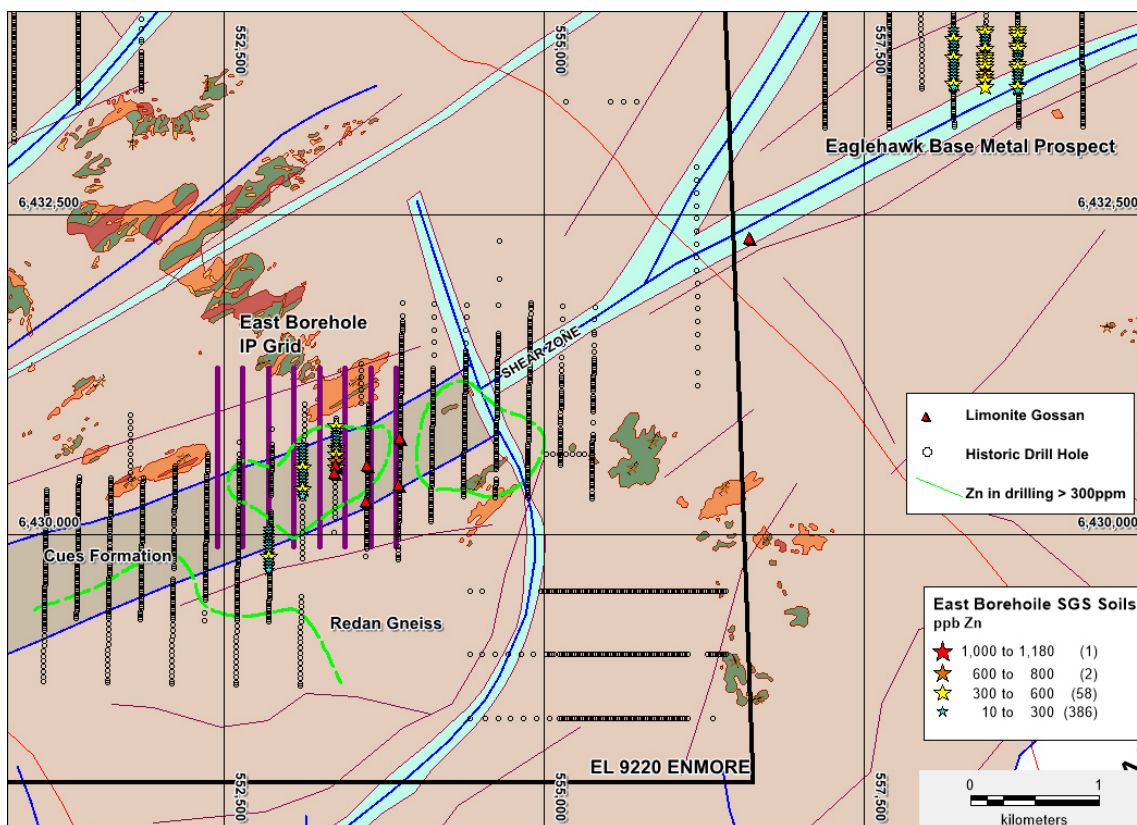 552,500
555,000
557,500
Eaglehawk Base Metal Prospect
6,432,500
6,432,500
East Borehole
IP Grid
SHEAR ZONE
Limonite Gossan
Historic Drill Hole
Zn in drilling > 300ppm
6,430,000
6,430,000
Cues Formation
Redan Gneiss
East Borehoile SGS Soils
ppb Zn
1,000 to 1,180 (1)
600 to 800 (2)
300 to 600 (58)
10 to 300 (386)
EL 9220 ENMORE
552,500
555,000
557,500
0 1
kilometers